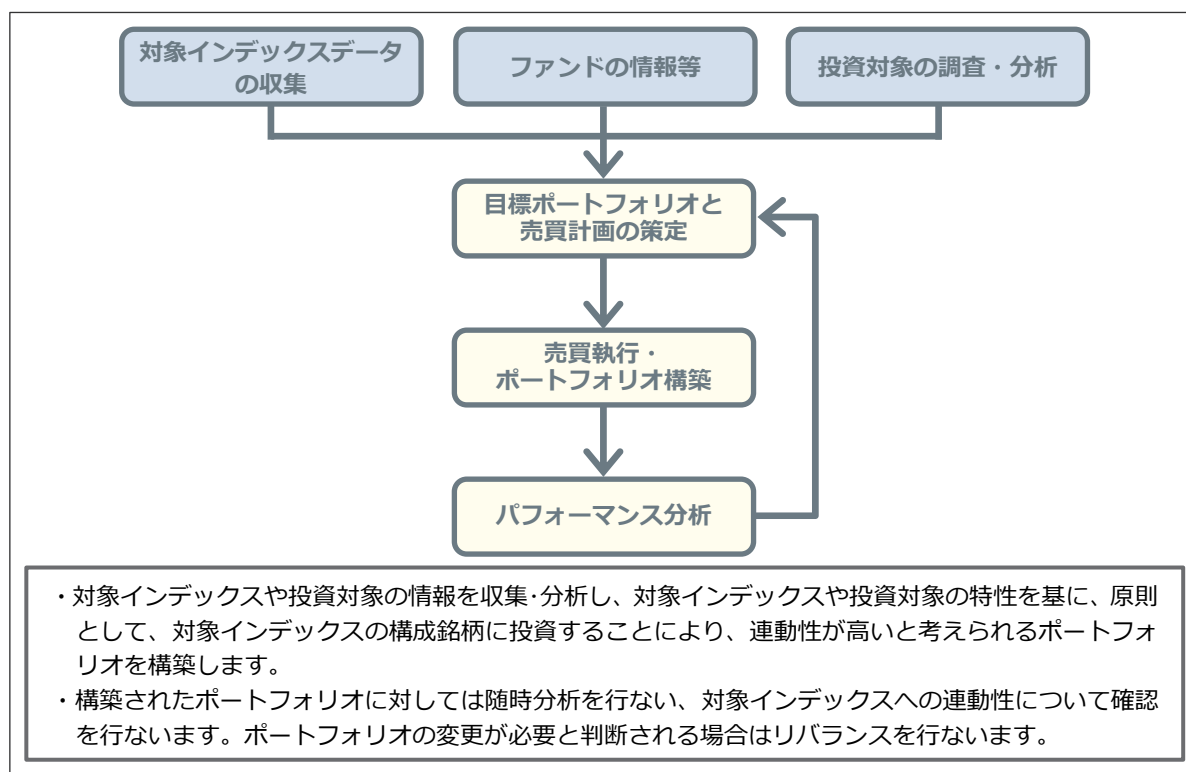 対象インデックスデータ
の収集
ファンドの情報等
投資対象の調査・分析
目標ポートフォリオと
売買計画の策定
売買執行・
ポートフォリオ構築
パフォーマンス分析
・対象インデックスや投資対象の情報を収集･分析し、対象インデックスや投資対象の特性を基に、原則
として、対象インデックスの構成銘柄に投資することにより、連動性が高いと考えられるポートフォ
リオを構築します。
・構築されたポートフォリオに対しては随時分析を行ない、対象インデックスへの連動性について確認
を行ないます。ポートフォリオの変更が必要と判断される場合はリバランスを行ないます。